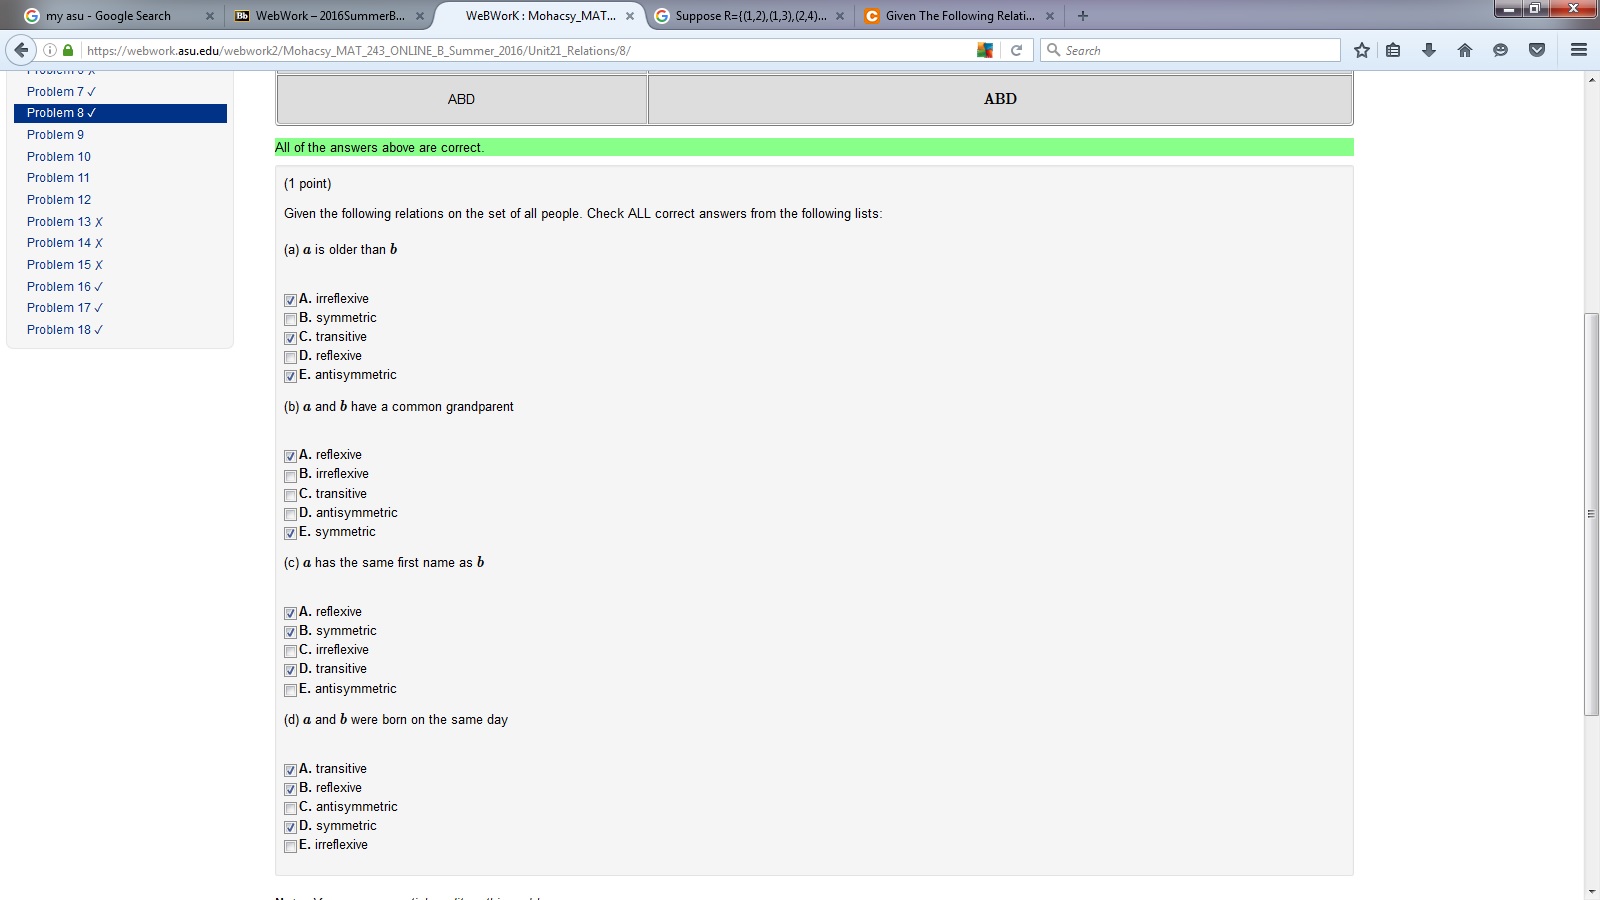 my asu - Google Search
Bb WebWork – 2016SummerB...
WeBWorK : Mohacsy_MAT...
Suppose R={(1,2),(1,3),(2,4)...
C Given The Following Relati...
https://webwork.asu.edu/webwork2/Mohacsy_MAT_243_ONLINE_B_Summer_2016/Unit21_Relations/8/
Search
Problem 7 ✓
Problem 8 ✓
Problem 9
Problem 10
Problem 11
Problem 12
Problem 13 ✗
Problem 14 ✗
Problem 15 ✗
Problem 16 ✓
Problem 17 ✓
Problem 18 ✓
ABD ABD
All of the answers above are correct.
(1 point)
Given the following relations on the set of all people. Check ALL correct answers from the following lists:
(a) a is older than b
A. irreflexive
B. symmetric
C. transitive
D. reflexive
E. antisymmetric
(b) a and b have a common grandparent
A. reflexive
B. irreflexive
C. transitive
D. antisymmetric
E. symmetric
(c) a has the same first name as b
A. reflexive
B. symmetric
C. irreflexive
D. transitive
E. antisymmetric
(d) a and b were born on the same day
A. transitive
B. reflexive
C. antisymmetric
D. symmetric
E. irreflexive